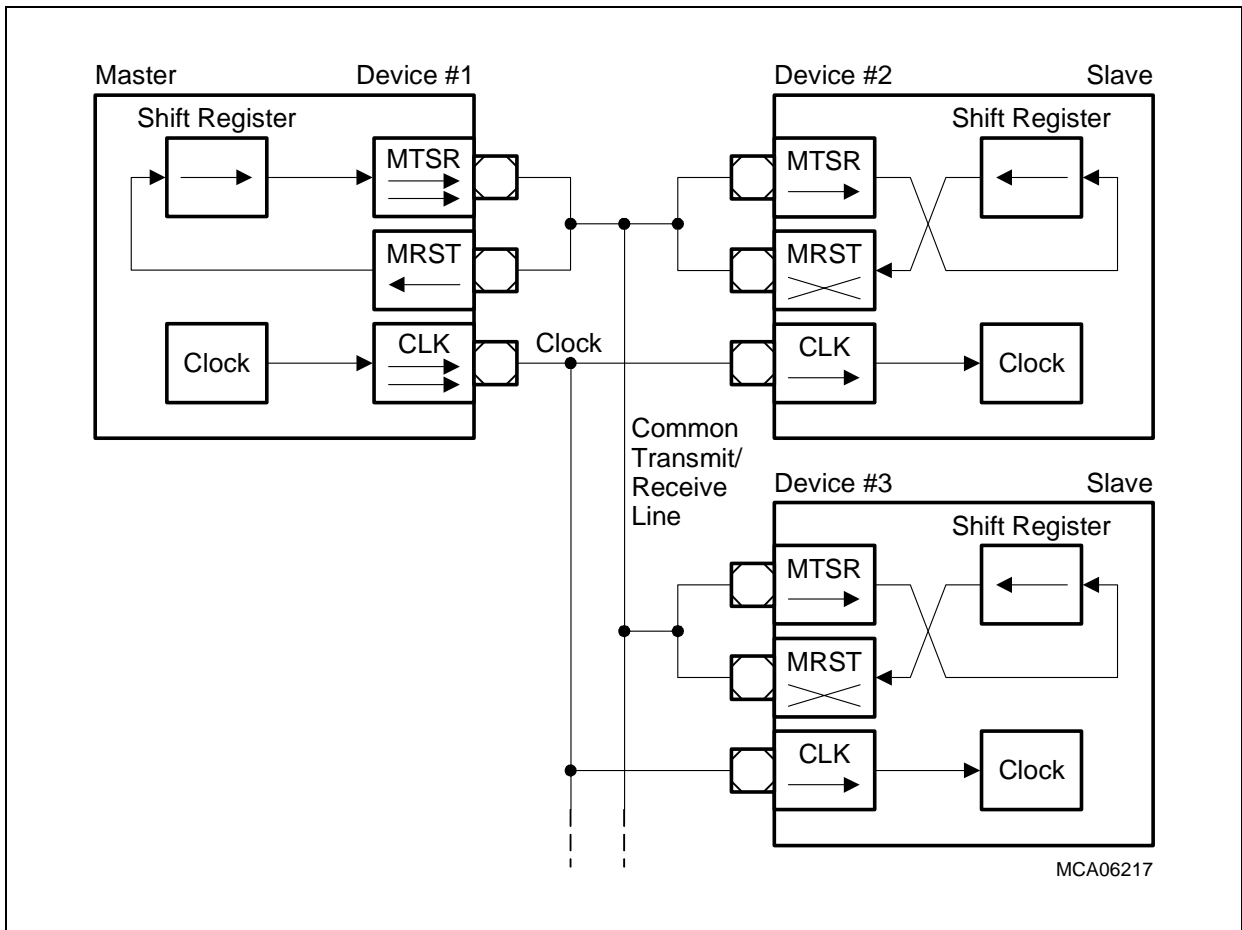 Master Device #1
Shift Register
MTSR
MRST
Clock
CLK
Clock
Common
Transmit/
Receive
Line
Device #2 Slave
Shift Register
MTSR
MRST
CLK
Clock
Device #3 Slave
Shift Register
MTSR
MRST
CLK
Clock
MCA06217